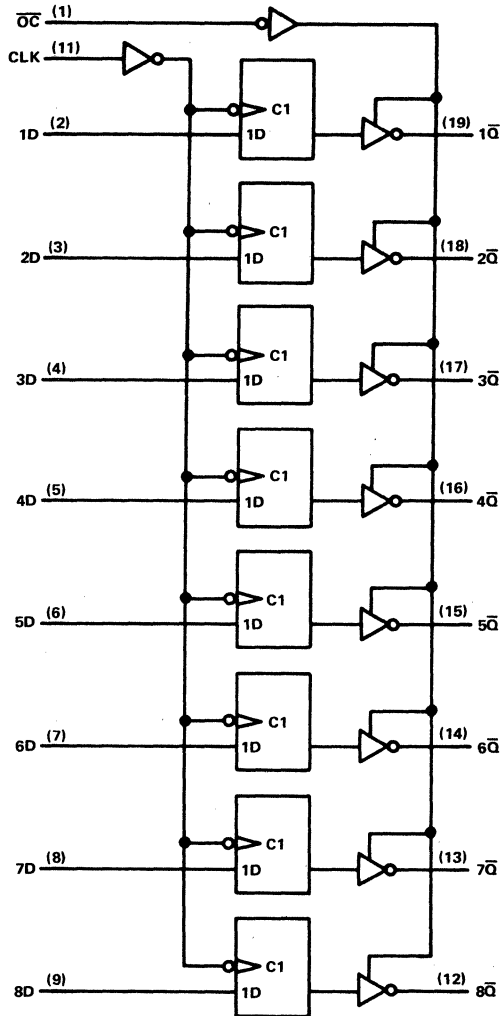 O̅C̅ (1)
CLK (11)
C1
1D (2) 1D (19) 1Q̅
C1
2D (3) 1D (18) 2Q̅
C1
3D (4) 1D (17) 3Q̅
C1
4D (5) 1D (16) 4Q̅
C1
5D (6) 1D (15) 5Q̅
C1
6D (7) 1D (14) 6Q̅
C1
7D (8) 1D (13) 7Q̅
C1
8D (9) 1D (12) 8Q̅